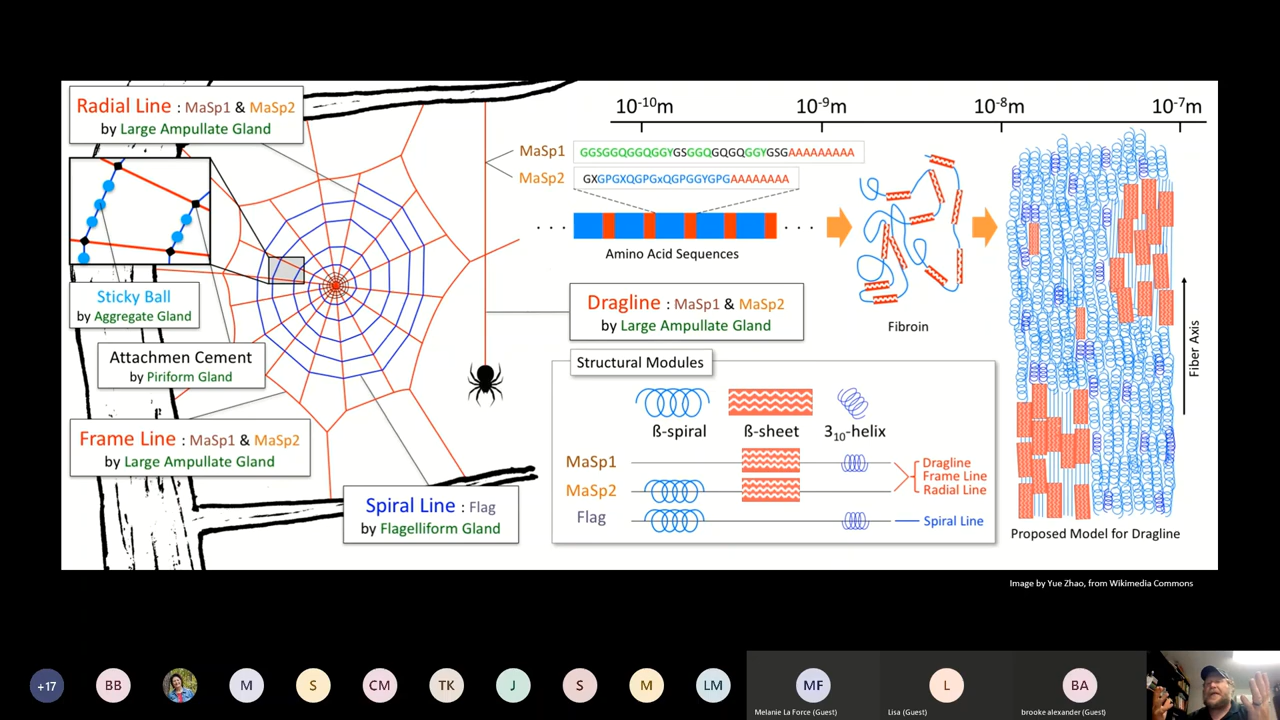 Radial Line : MaSp1 & MaSp2
by Large Ampullate Gland
Sticky Ball
by Aggregate Gland
Attachmen Cement
by Piriform Gland
Frame Line : MaSp1 & MaSp2
by Large Ampullate Gland
Spiral Line : Flag
by Flagelliform Gland
10-10m 10-9m 10-8m 10-7m
MaSp1 GGSGGQGGQGGYGSGGQGQGQGGYGSGAAAAAAAAA
MaSp2 GXGPGXQGPGxQGPGGYGPGAAAAAAAA
. . . . . .
Amino Acid Sequences
Fibroin
Dragline : MaSp1 & MaSp2
by Large Ampullate Gland
Structural Modules
ß-spiral ß-sheet 310-helix
MaSp1
MaSp2
Flag
Dragline
Frame Line
Radial Line
Spiral Line
Fiber Axis
Proposed Model for Dragline
Image by Yue Zhao, from Wikimedia Commons
+17 BB M S CM TK J S M LM MF L BA
Melanie La Force (Guest) Lisa (Guest) brooke alexander (Guest)